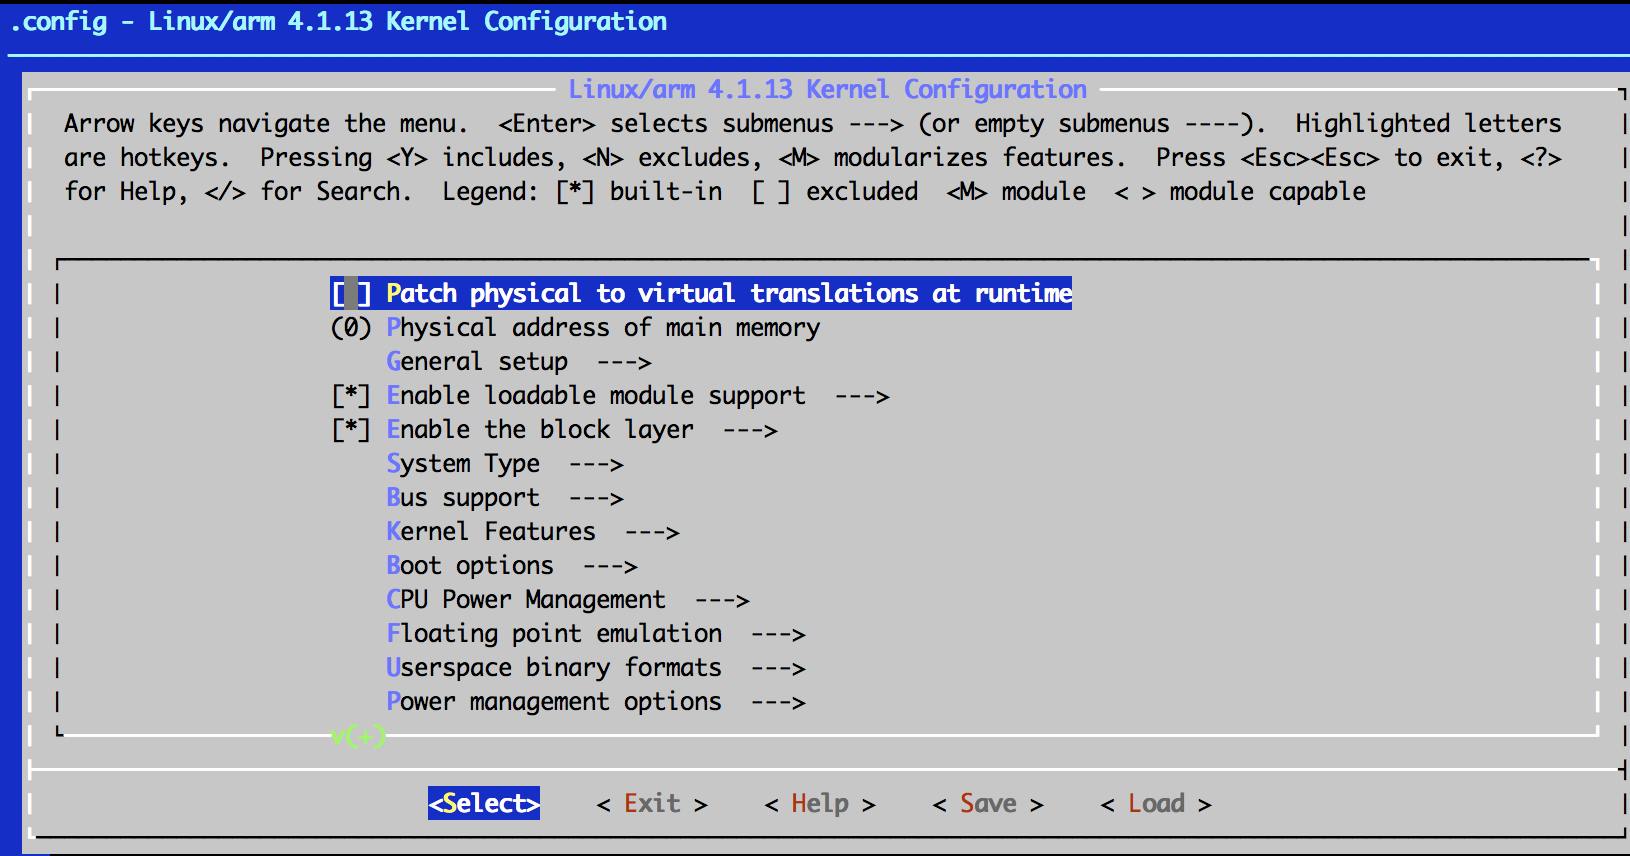 .config - Linux/arm 4.1.13 Kernel Configuration
Linux/arm 4.1.13 Kernel Configuration
Arrow keys navigate the menu.  <Enter> selects submenus ---> (or empty submenus ----).  Highlighted letters
are hotkeys.  Pressing <Y> includes, <N> excludes, <M> modularizes features.  Press <Esc><Esc> to exit, <?>
for Help, </> for Search.  Legend: [*] built-in  [ ] excluded  <M> module  < > module capable
[ ] Patch physical to virtual translations at runtime
(0) Physical address of main memory
General setup  --->
[*] Enable loadable module support  --->
[*] Enable the block layer  --->
System Type  --->
Bus support  --->
Kernel Features  --->
Boot options  --->
CPU Power Management  --->
Floating point emulation  --->
Userspace binary formats  --->
Power management options  --->
v(+)
<Select>    < Exit >    < Help >    < Save >    < Load >